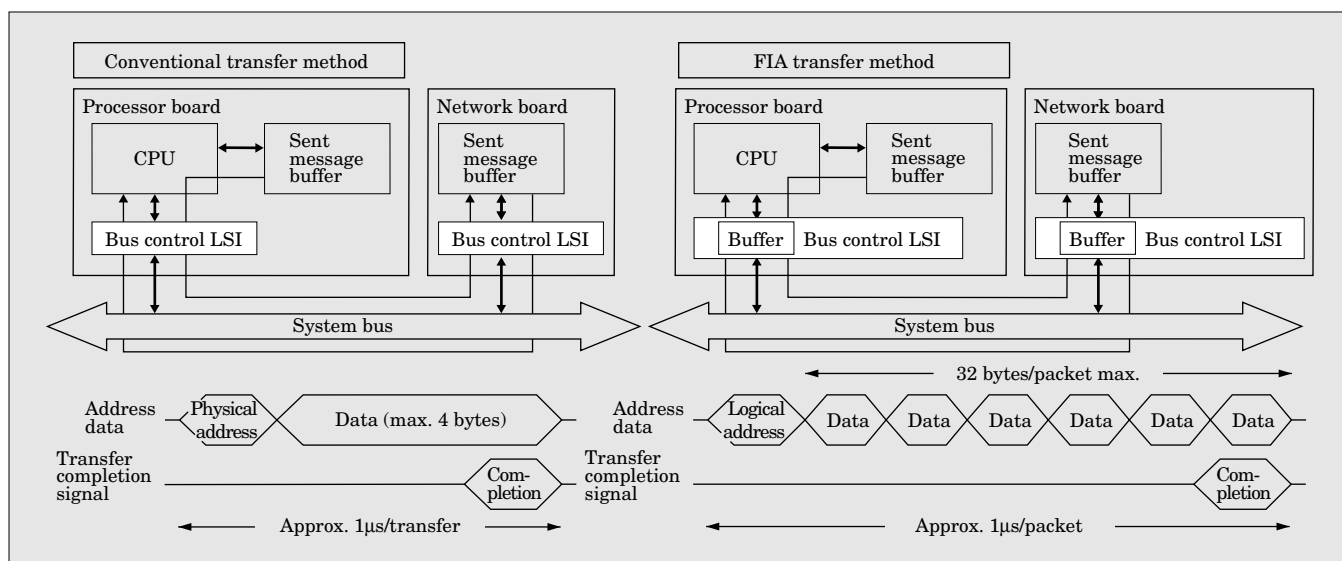 Conventional transfer method
Processor board
Network board
CPU
Sent
message
buffer
Sent
message
buffer
Bus control LSI
Bus control LSI
System bus
Address
data
Physical
address
Data (max. 4 bytes)
Transfer
completion
signal
Com-
pletion
Approx. 1μs/transfer
FIA transfer method
Processor board
Network board
CPU
Sent
message
buffer
Sent
message
buffer
Buffer
Bus control LSI
Buffer
Bus control LSI
System bus
32 bytes/packet max.
Address
data
Logical
address
Data
Data
Data
Data
Data
Data
Transfer
completion
signal
Com-
pletion
Approx. 1μs/packet